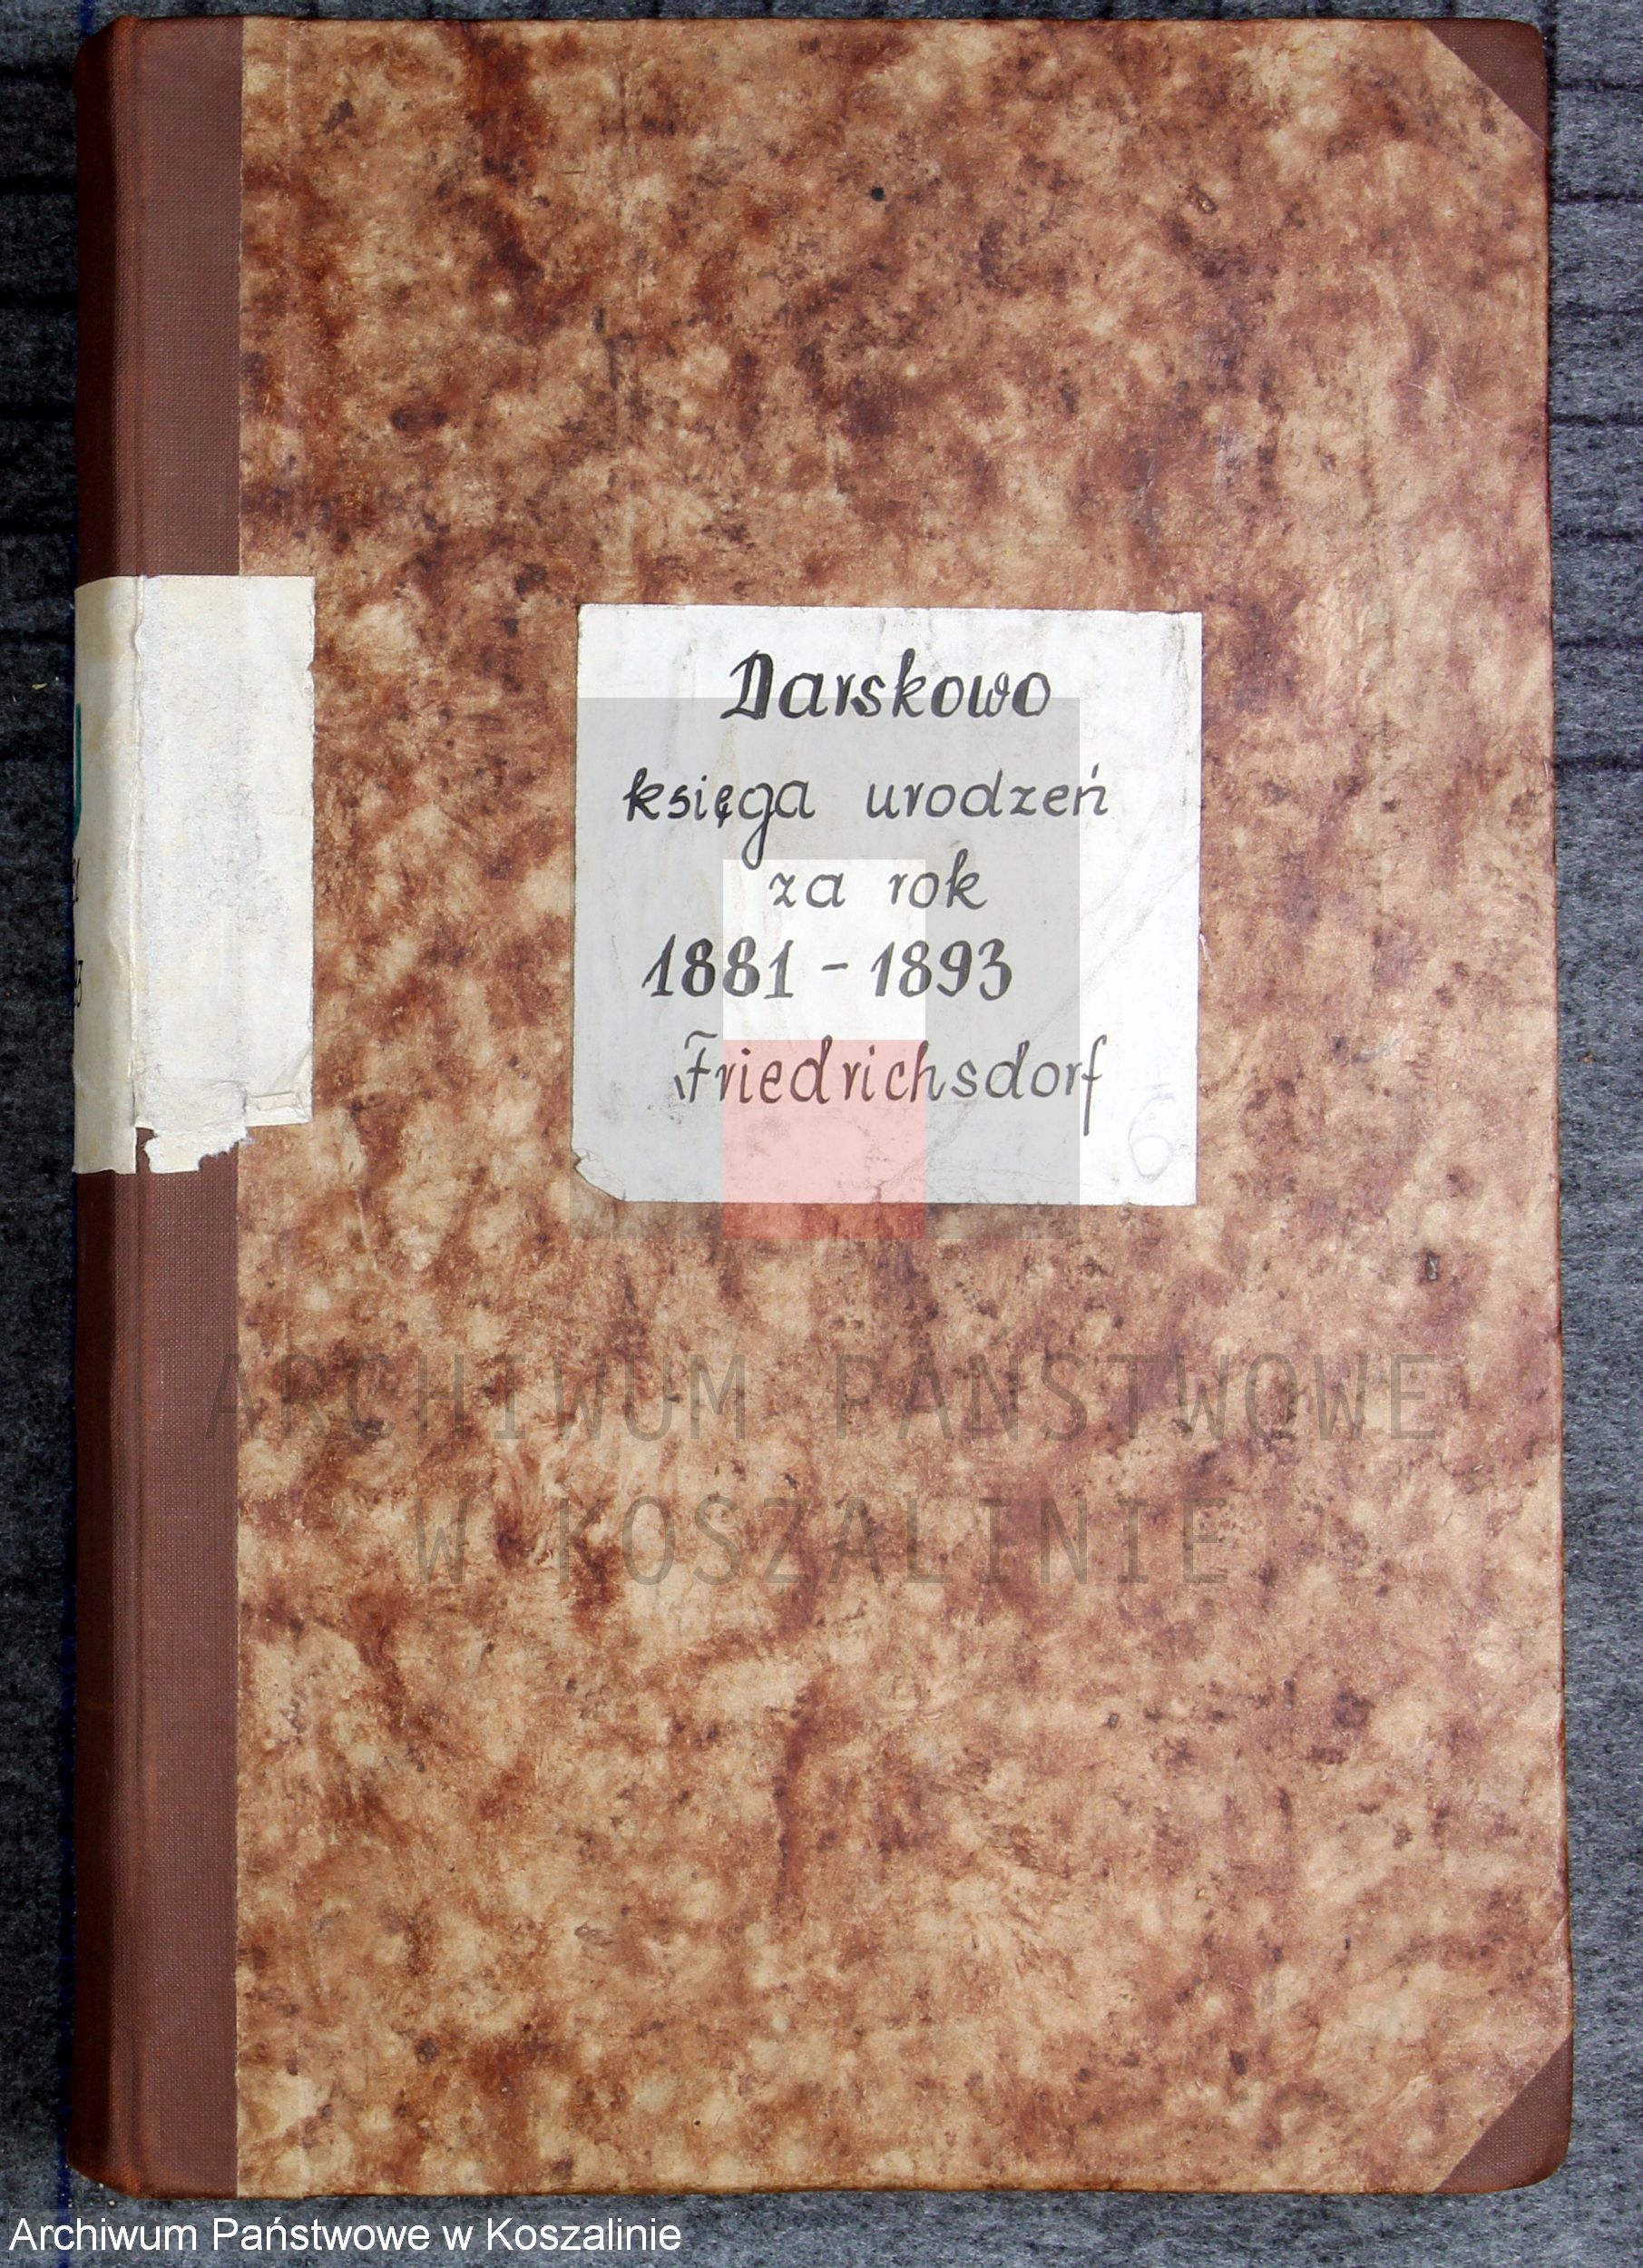 Darskowo
księga urodzeń
za rok
1881 - 1893
Friedrichsdorf
6
ARCHIWUM PAŃSTWOWE
W KOSZALINIE
Archiwum Państwowe w Koszalinie